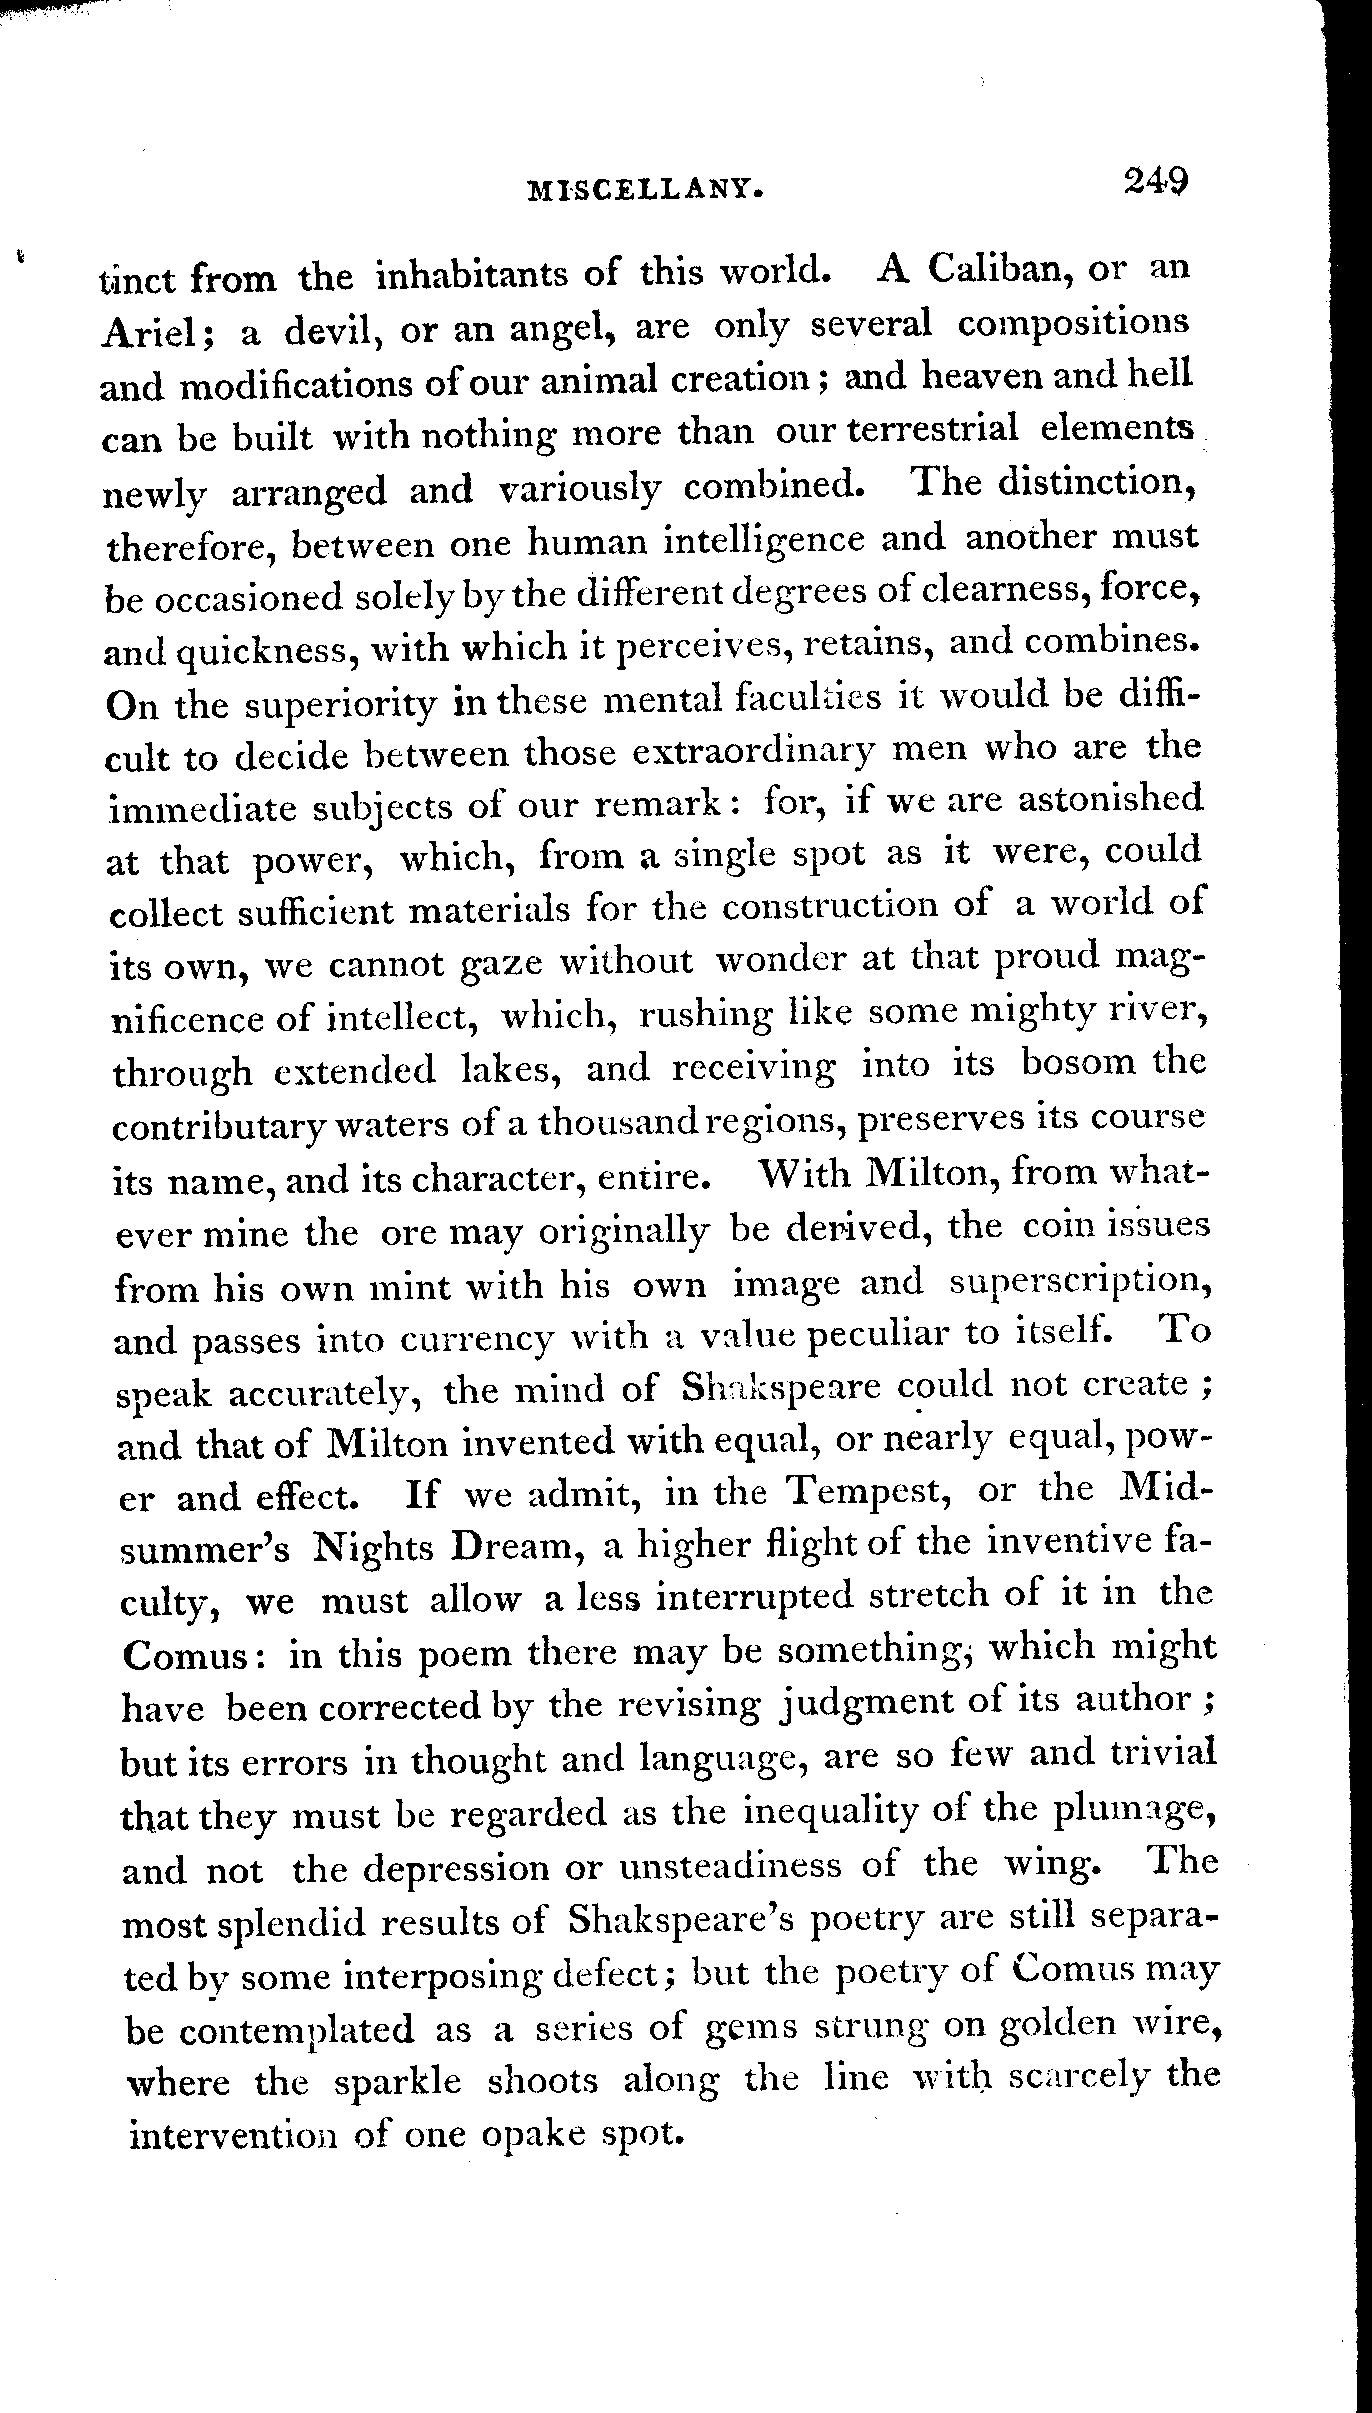 MISCELLANY. 249
tinct from the inhabitants of this world. A Caliban, or an
Ariel; a devil, or an angel, are only several compositions
and modifications of our animal creation; and heaven and hell
can be built with nothing more than our terrestrial elements
newly arranged and variously combined. The distinction,
therefore, between one human intelligence and another must
be occasioned solely by the different degrees of clearness, force,
and quickness, with which it perceives, retains, and combines.
On the superiority in these mental faculties it would be diffi-
cult to decide between those extraordinary men who are the
immediate subjects of our remark: for, if we are astonished
at that power, which, from a single spot as it were, could
collect sufficient materials for the construction of a world of
its own, we cannot gaze without wonder at that proud mag-
nificence of intellect, which, rushing like some mighty river,
through extended lakes, and receiving into its bosom the
contributary waters of a thousand regions, preserves its course
its name, and its character, entire. With Milton, from what-
ever mine the ore may originally be derived, the coin issues
from his own mint with his own image and superscription,
and passes into currency with a value peculiar to itself. To
speak accurately, the mind of Shakspeare could not create ;
and that of Milton invented with equal, or nearly equal, pow-
er and effect. If we admit, in the Tempest, or the Mid-
summer's Nights Dream, a higher flight of the inventive fa-
culty, we must allow a less interrupted stretch of it in the
Comus: in this poem there may be something, which might
have been corrected by the revising judgment of its author ;
but its errors in thought and language, are so few and trivial
that they must be regarded as the inequality of the plumage,
and not the depression or unsteadiness of the wing. The
most splendid results of Shakspeare's poetry are still separa-
ted by some interposing defect; but the poetry of Comus may
be contemplated as a series of gems strung on golden wire,
where the sparkle shoots along the line with scarcely the
intervention of one opake spot.